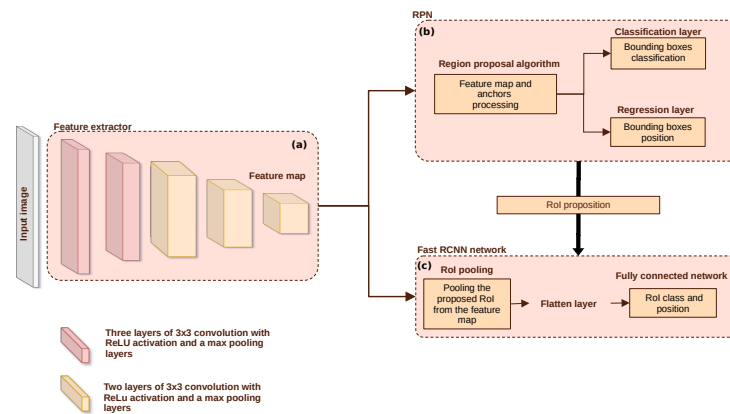 RPN
(b)
Classification layer
Bounding boxes
classification
Region proposal algorithm
Feature map and
anchors
processing
Regression layer
Bounding boxes
position
Feature extractor
(a)
Feature map
Input image
RoI proposition
Fast RCNN network
(c)
RoI pooling
Pooling the
proposed RoI
from the feature
map
Flatten layer
Fully connected network
RoI class and
position
Three layers of 3x3 convolution with
ReLU activation and a max pooling
layers
Two layers of 3x3 convolution with
ReLu activation and a max pooling
layers